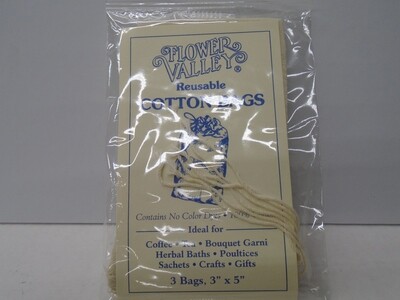 FLOWER
VALLEY®
Reusable
COTTON BAGS
Contains No Color Dyes •
Ideal for
Coffee • Tea • Bouquet Garni
Herbal Baths • Poultices
Sachets • Crafts • Gifts
3 Bags, 3" x 5"